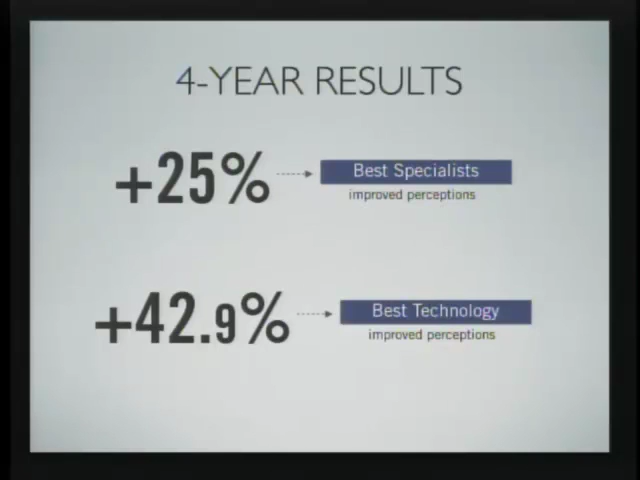 4-YEAR RESULTS
+25%
Best Specialists
improved perceptions
+42.9%
Best Technology
improved perceptions